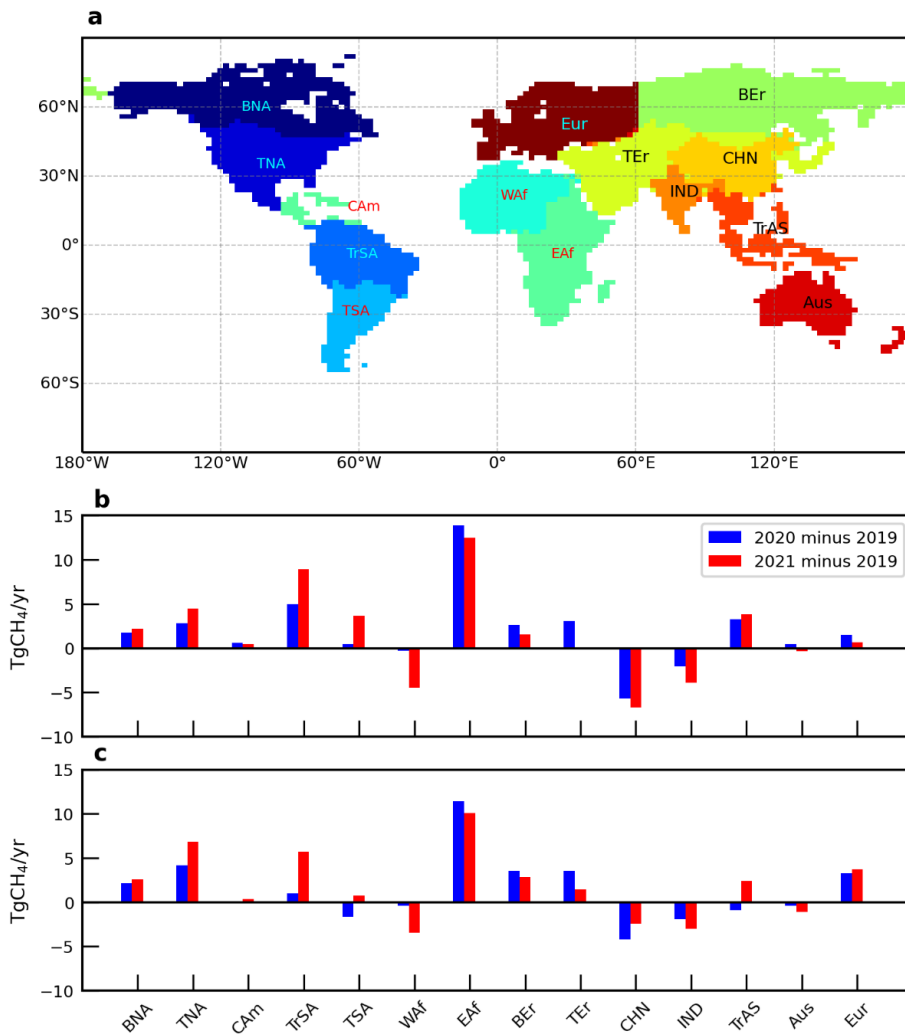 a
60°N
30°N
0°
30°S
60°S
180°W 120°W 60°W 0° 60°E 120°E
BNA
TNA
CAm
TrSA
TSA
Eur
WAf
EAf
BEr
TEr
CHN
IND
TrAS
Aus
b
TgCH₄/yr
15
10
5
0
−5
−10
2020 minus 2019
2021 minus 2019
c
TgCH₄/yr
15
10
5
0
−5
−10
BNA TNA CAm TrSA TSA WAf EAf BEr TEr CHN IND TrAS Aus Eur